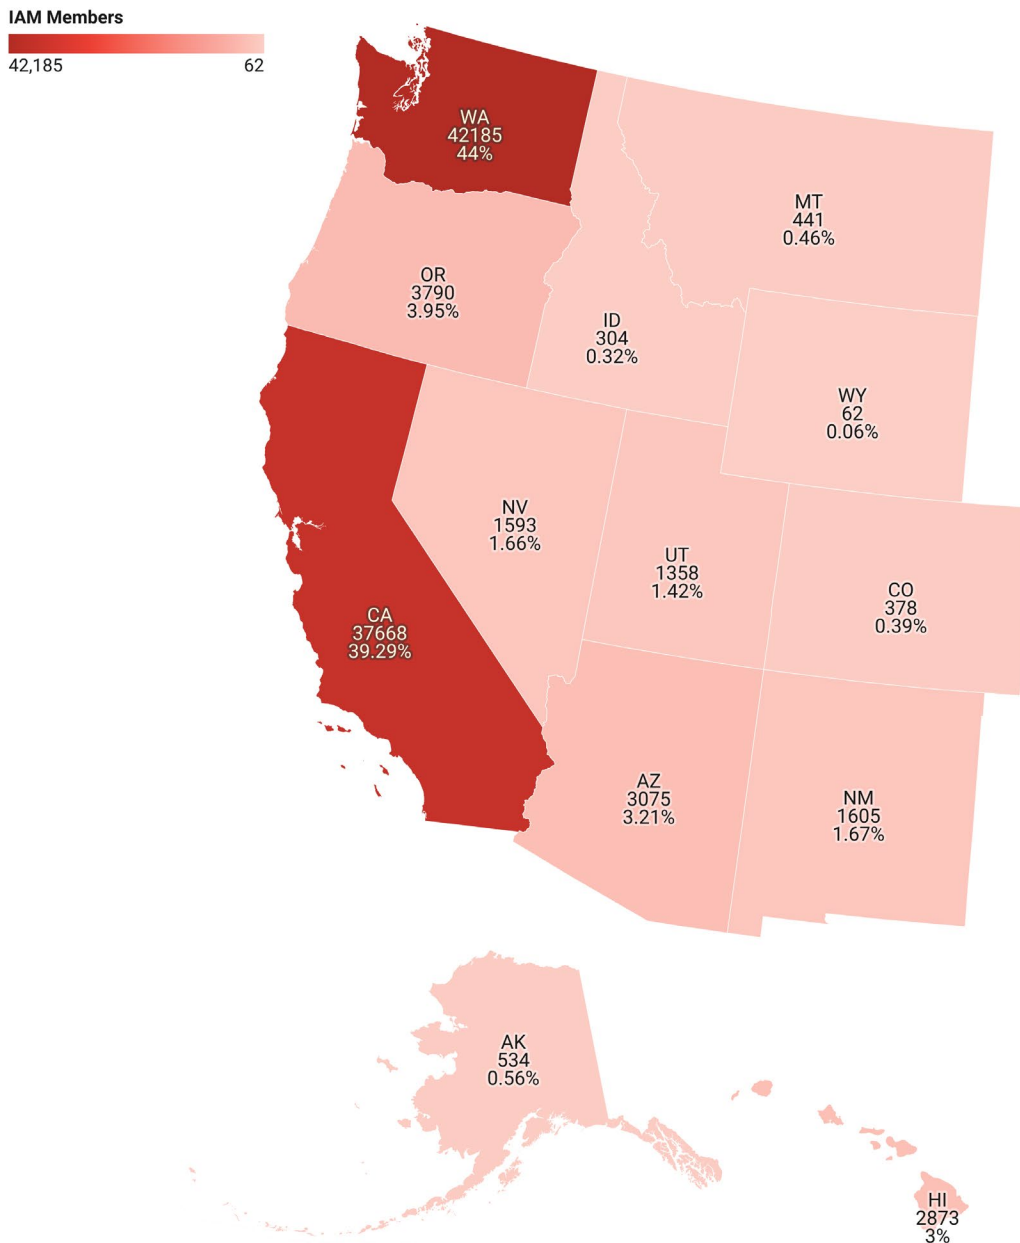 IAM Members
42,185 62
WA
42185
44%
MT
441
0.46%
OR
3790
3.95%
ID
304
0.32%
WY
62
0.06%
NV
1593
1.66%
UT
1358
1.42%
CO
378
0.39%
CA
37668
39.29%
AZ
3075
3.21%
NM
1605
1.67%
AK
534
0.56%
HI
2873
3%